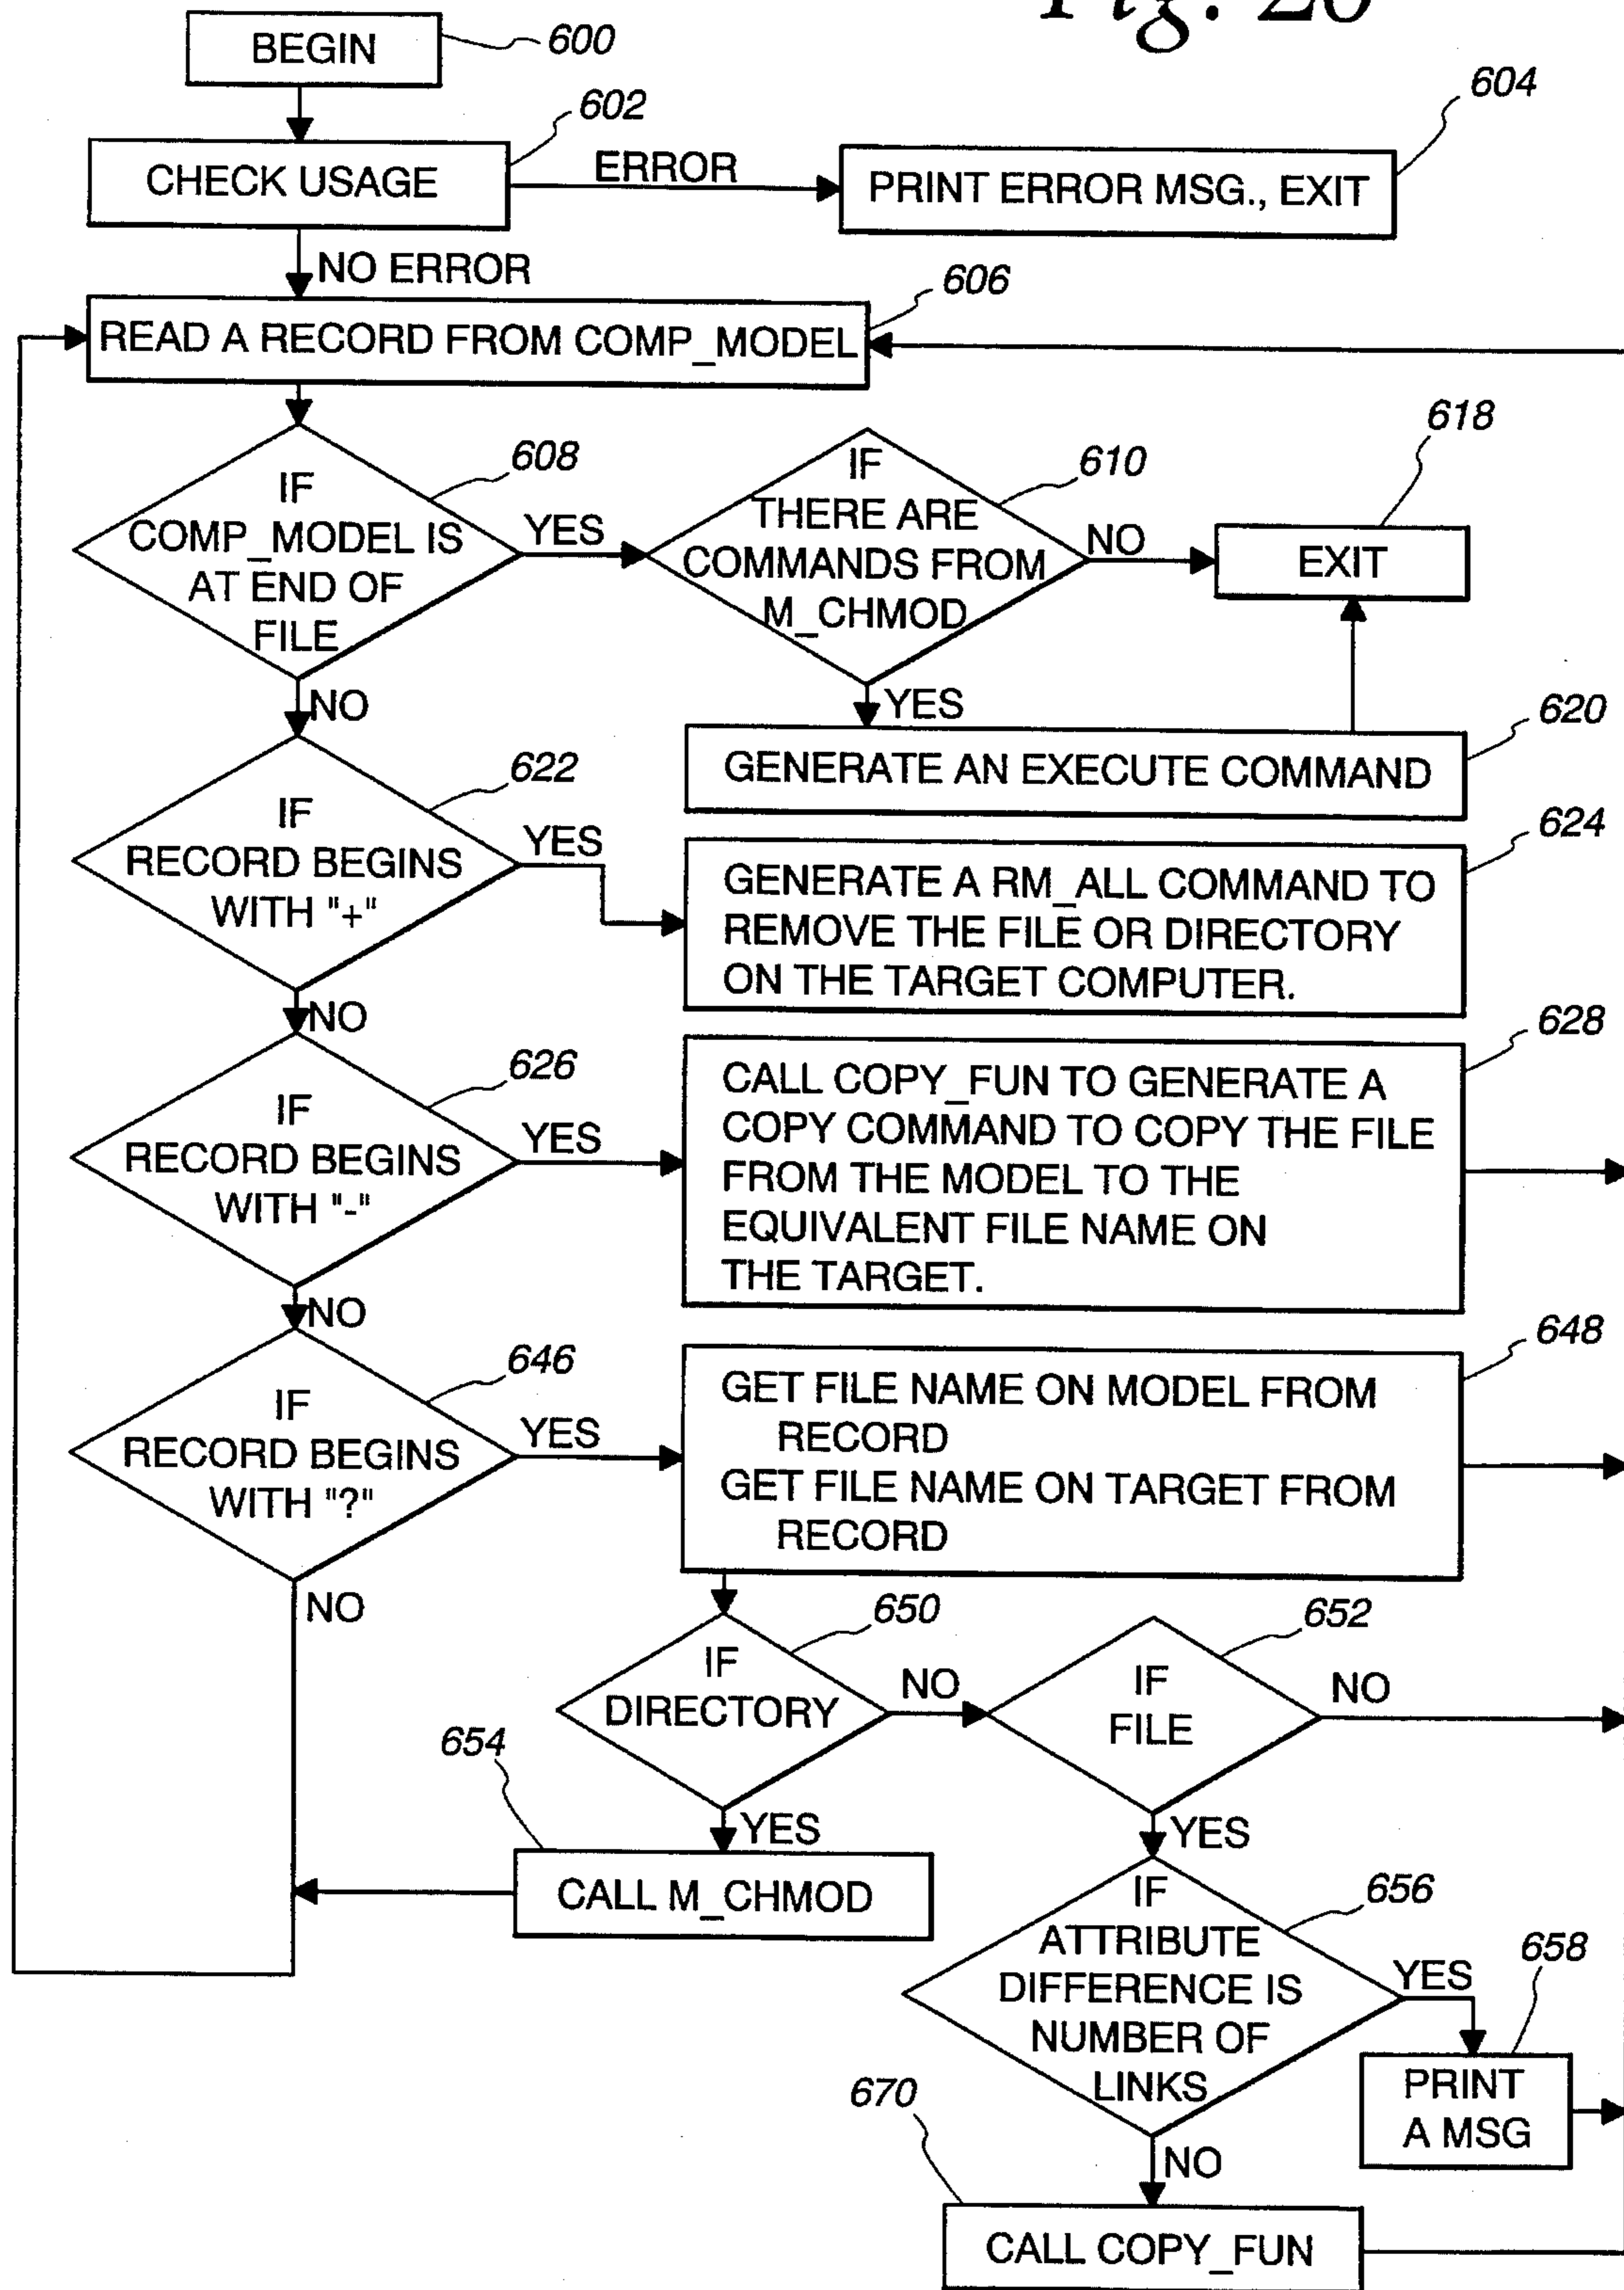 Fig. 20
BEGIN
600
602
604
CHECK USAGE
ERROR
PRINT ERROR MSG., EXIT
NO ERROR
606
READ A RECORD FROM COMP_MODEL
608
IF
COMP_MODEL IS
AT END OF
FILE
YES
610
IF
THERE ARE
COMMANDS FROM
M_CHMOD
NO
618
EXIT
NO
YES
620
GENERATE AN EXECUTE COMMAND
622
IF
RECORD BEGINS
WITH "+"
YES
624
GENERATE A RM_ALL COMMAND TO
REMOVE THE FILE OR DIRECTORY
ON THE TARGET COMPUTER.
NO
626
IF
RECORD BEGINS
WITH "-"
YES
628
CALL COPY_FUN TO GENERATE A
COPY COMMAND TO COPY THE FILE
FROM THE MODEL TO THE
EQUIVALENT FILE NAME ON
THE TARGET.
NO
646
IF
RECORD BEGINS
WITH "?"
YES
648
GET FILE NAME ON MODEL FROM
RECORD
GET FILE NAME ON TARGET FROM
RECORD
NO
650
IF
DIRECTORY
NO
652
IF
FILE
NO
654
YES
CALL M_CHMOD
YES
656
IF
ATTRIBUTE
DIFFERENCE IS
NUMBER OF
LINKS
YES
658
PRINT
A MSG
670
NO
CALL COPY_FUN